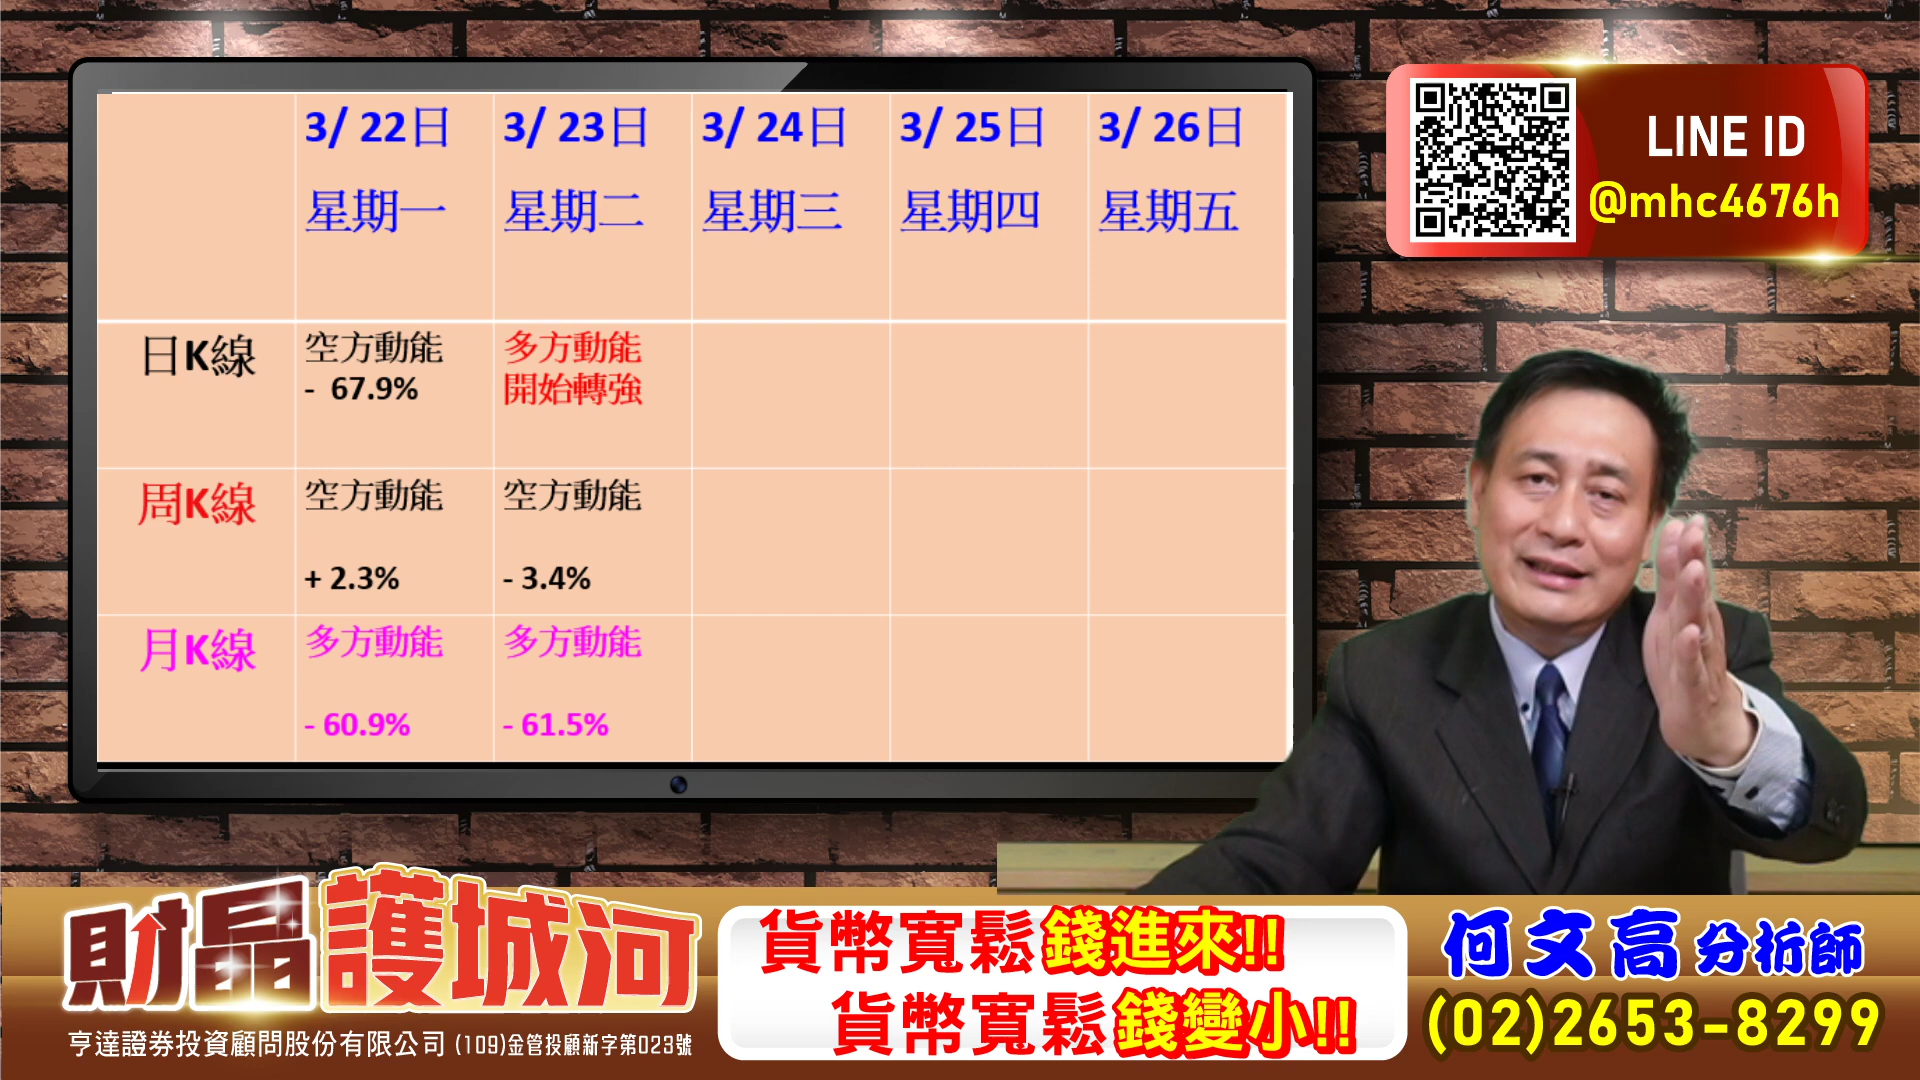 3/ 22日
星期一
3/ 23日
星期二
3/ 24日
星期三
3/ 25日
星期四
3/ 26日
星期五
日K線
空方動能
- 67.9%
多方動能
開始轉強
周K線
空方動能
+ 2.3%
空方動能
- 3.4%
月K線
多方動能
- 60.9%
多方動能
- 61.5%
LINE ID
@mhc4676h
財晶護城河
亨達證券投資顧問股份有限公司 (109)金管投顧新字第023號
貨幣寬鬆錢進來!!
貨幣寬鬆錢變小!!
何文高分析師
(02)2653-8299